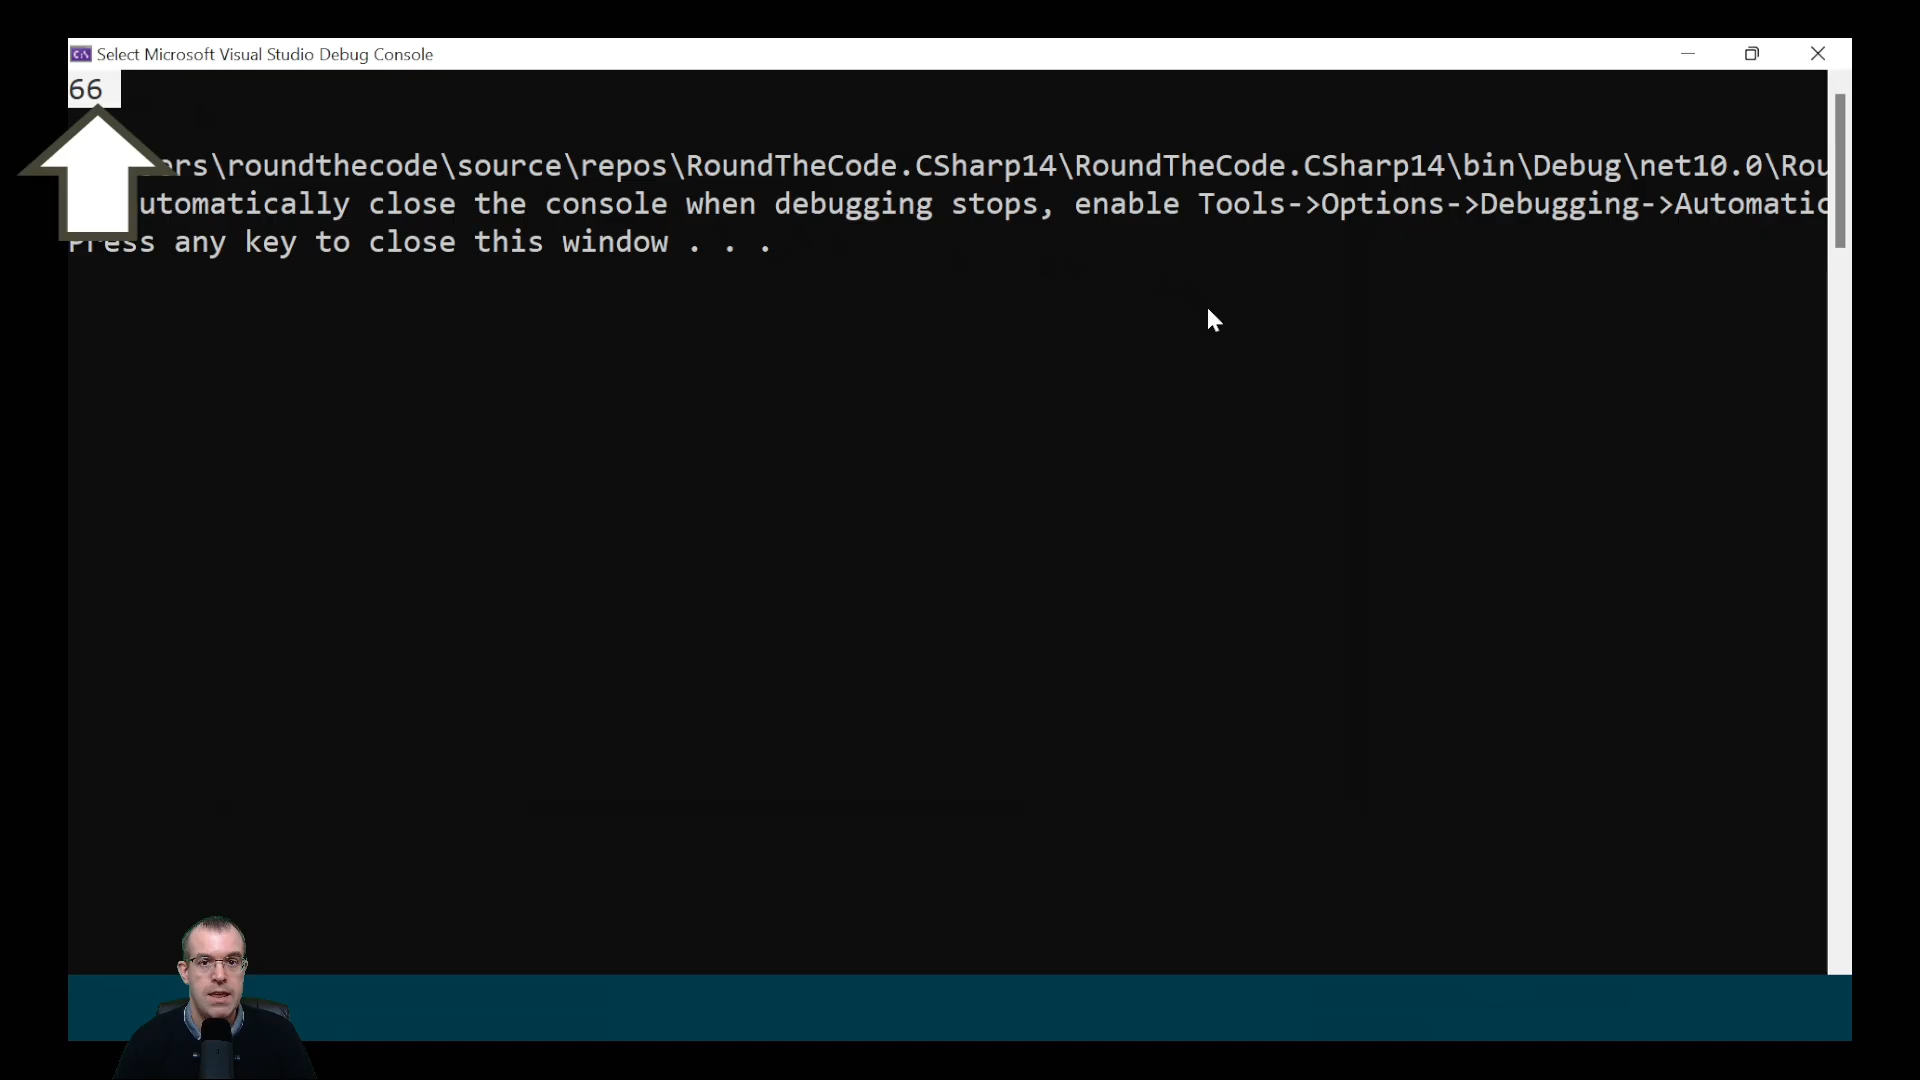 Select Microsoft Visual Studio Debug Console
66
\roundthecode\source\repos\RoundTheCode.CSharp14\RoundTheCode.CSharp14\bin\Debug\net10.0\Rou
utomatically close the console when debugging stops, enable Tools->Options->Debugging->Automatic
Press any key to close this window . . .